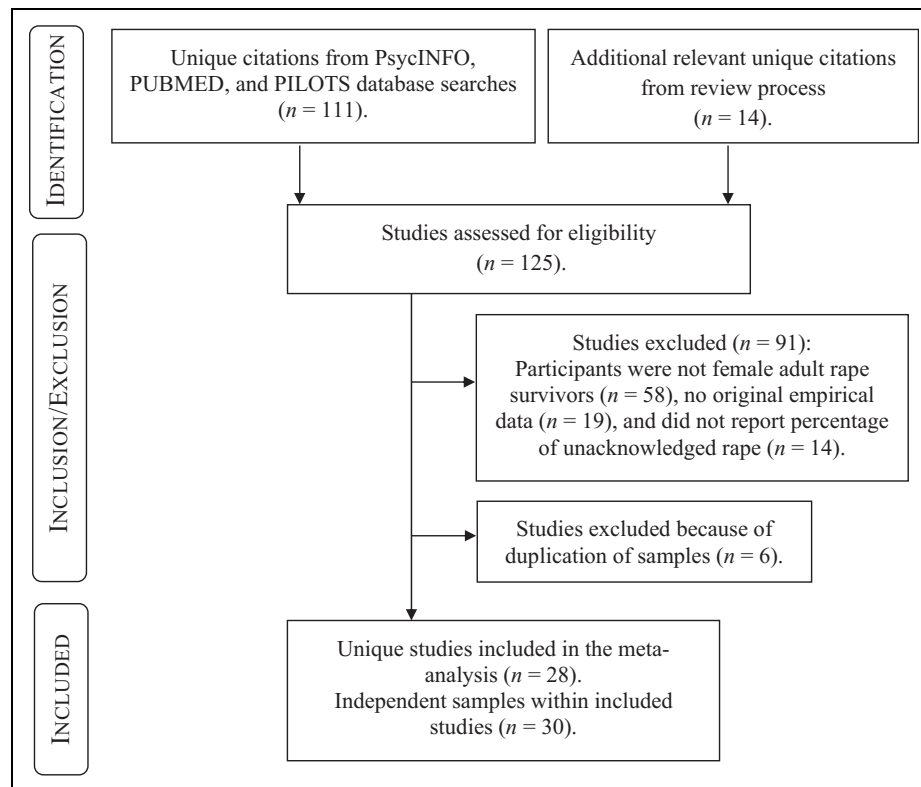 IDENTIFICATION
Unique citations from PsycINFO,
PUBMED, and PILOTS database searches
(n = 111).
Additional relevant unique citations
from review process
(n = 14).
Studies assessed for eligibility
(n = 125).
INCLUSION/EXCLUSION
Studies excluded (n = 91):
Participants were not female adult rape
survivors (n = 58), no original empirical
data (n = 19), and did not report percentage
of unacknowledged rape (n = 14).
Studies excluded because of
duplication of samples (n = 6).
INCLUDED
Unique studies included in the meta-
analysis (n = 28).
Independent samples within included
studies (n = 30).